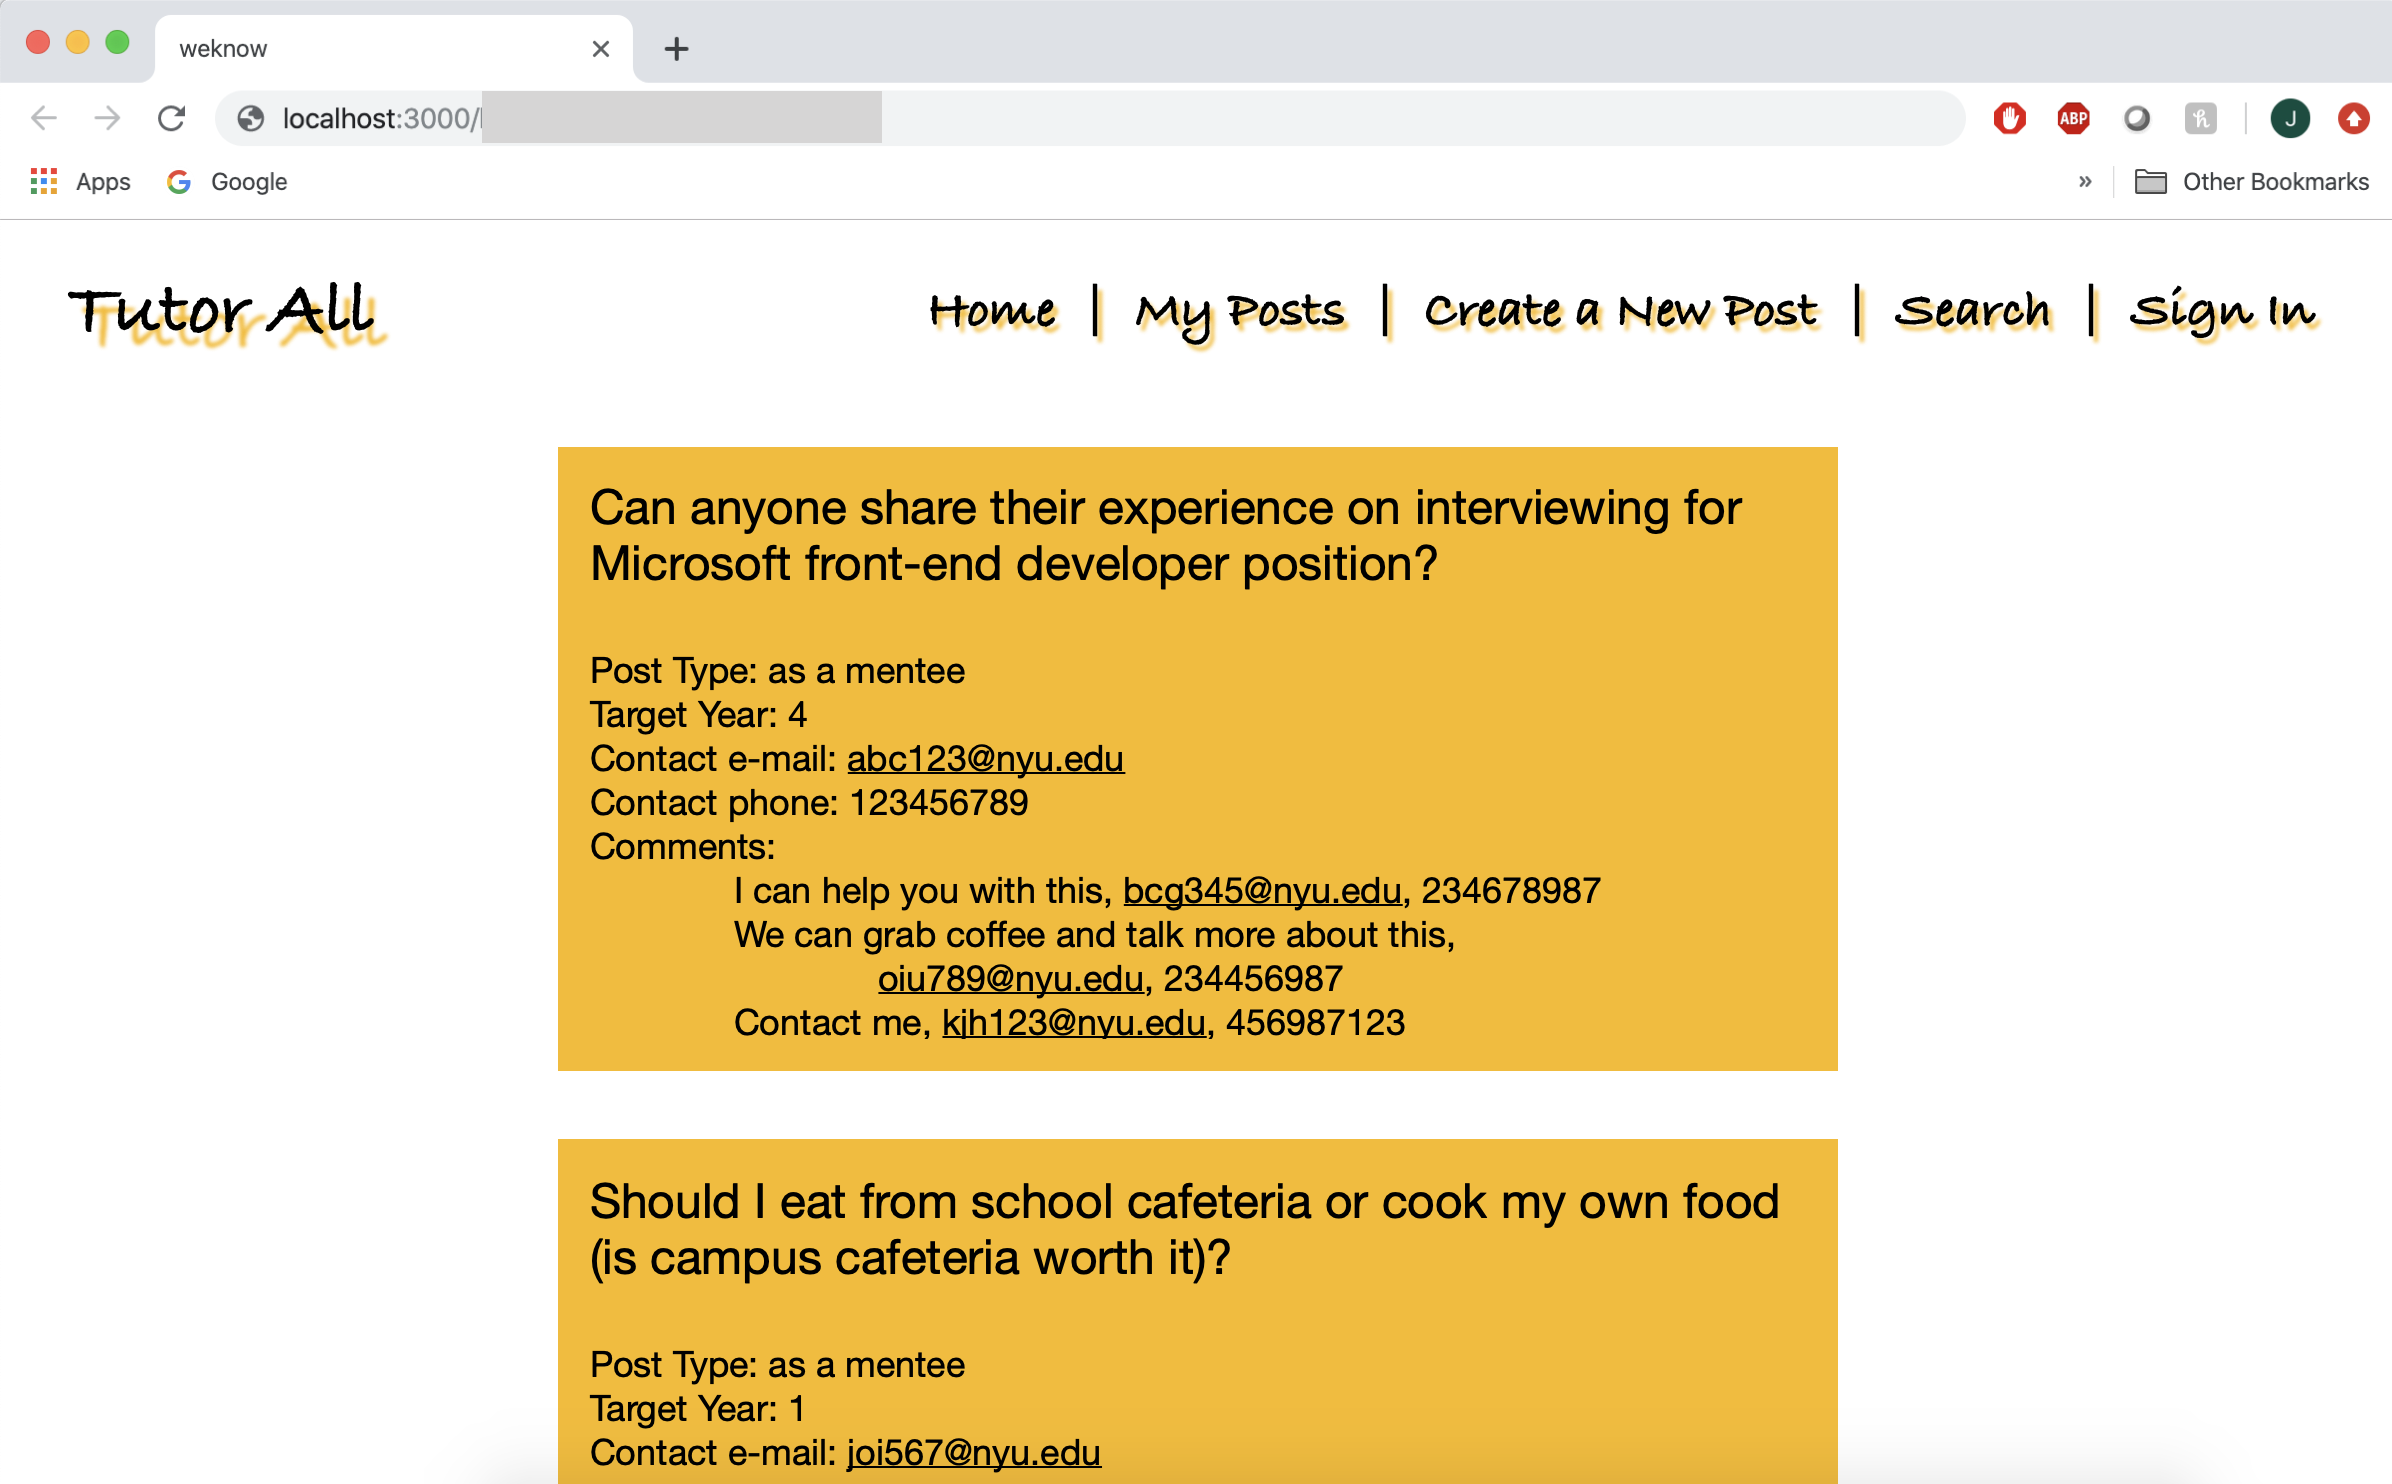 weknow
localhost:3000/
ABP
J
Apps
Google
»
Other Bookmarks
Tutor All
Home | My Posts | Create a New Post | Search | Sign In
Can anyone share their experience on interviewing for
Microsoft front-end developer position?
Post Type: as a mentee
Target Year: 4
Contact e-mail: abc123@nyu.edu
Contact phone: 123456789
Comments:
I can help you with this, bcg345@nyu.edu, 234678987
We can grab coffee and talk more about this,
oiu789@nyu.edu, 234456987
Contact me, kjh123@nyu.edu, 456987123
Should I eat from school cafeteria or cook my own food
(is campus cafeteria worth it)?
Post Type: as a mentee
Target Year: 1
Contact e-mail: joi567@nyu.edu